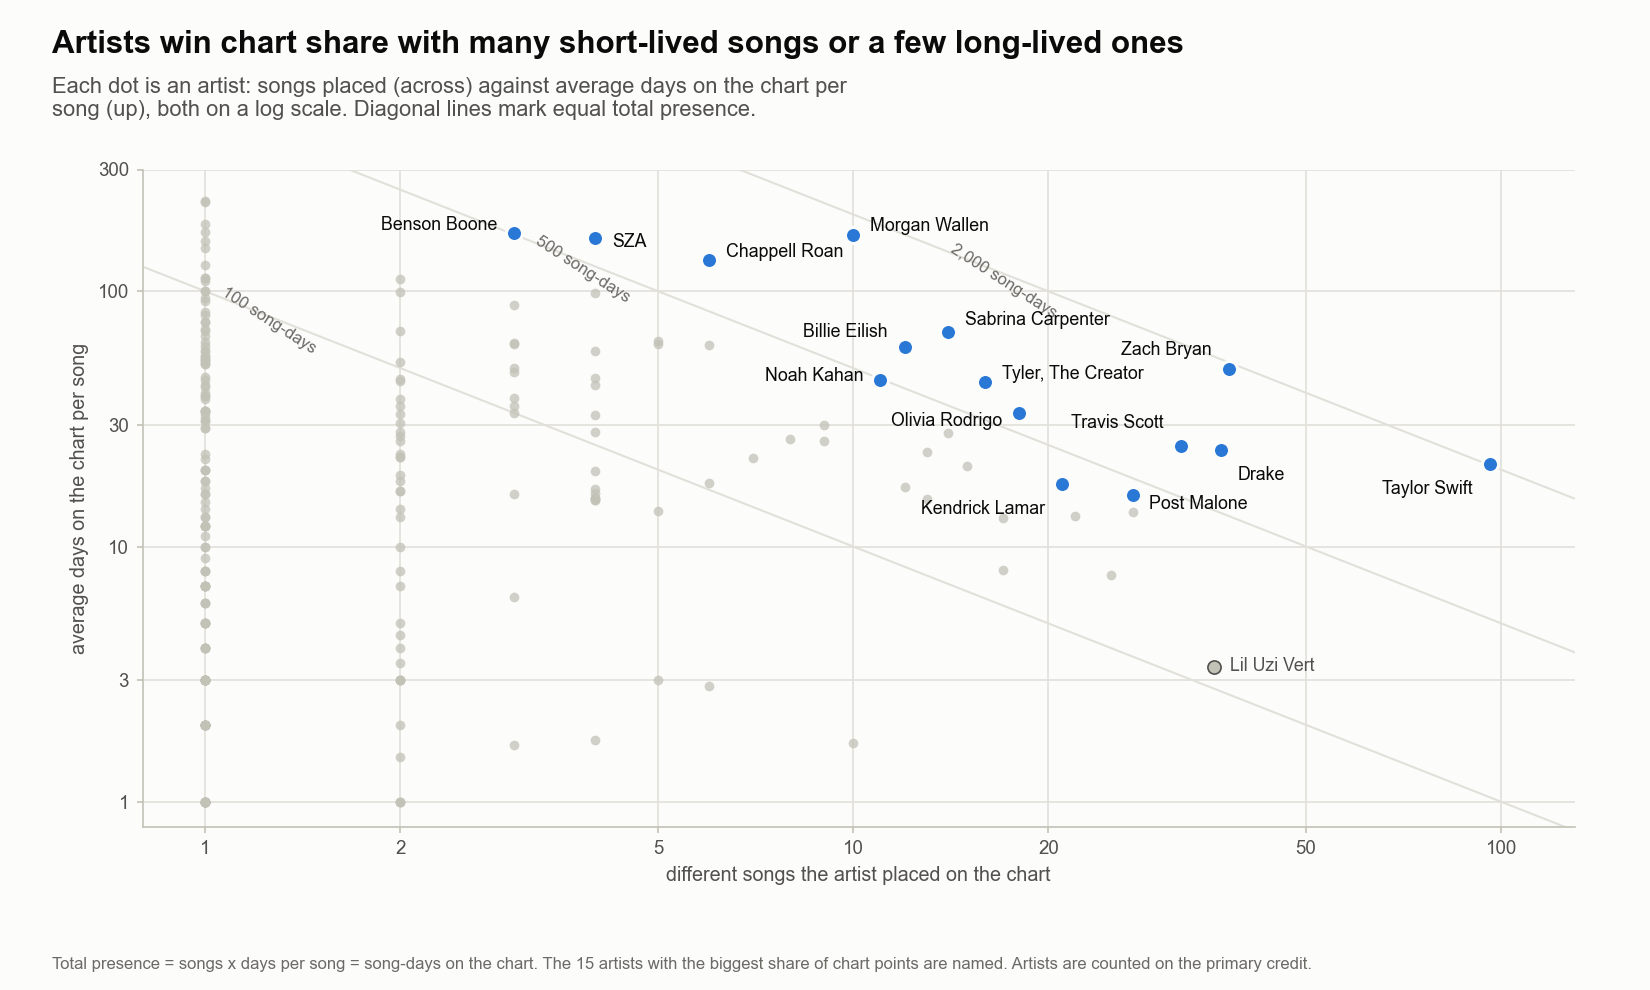 Artists win chart share with many short-lived songs or a few long-lived ones
Each dot is an artist: songs placed (across) against average days on the chart per
song (up), both on a log scale. Diagonal lines mark equal total presence.
300
100
30
10
3
1
average days on the chart per song
Benson Boone
SZA
Chappell Roan
Morgan Wallen
500 song-days
2,000 song-days
100 song-days
Sabrina Carpenter
Billie Eilish
Zach Bryan
Noah Kahan
Tyler, The Creator
Olivia Rodrigo
Travis Scott
Drake
Taylor Swift
Kendrick Lamar
Post Malone
Lil Uzi Vert
1
2
5
10
20
50
100
different songs the artist placed on the chart
Total presence = songs x days per song = song-days on the chart. The 15 artists with the biggest share of chart points are named. Artists are counted on the primary credit.